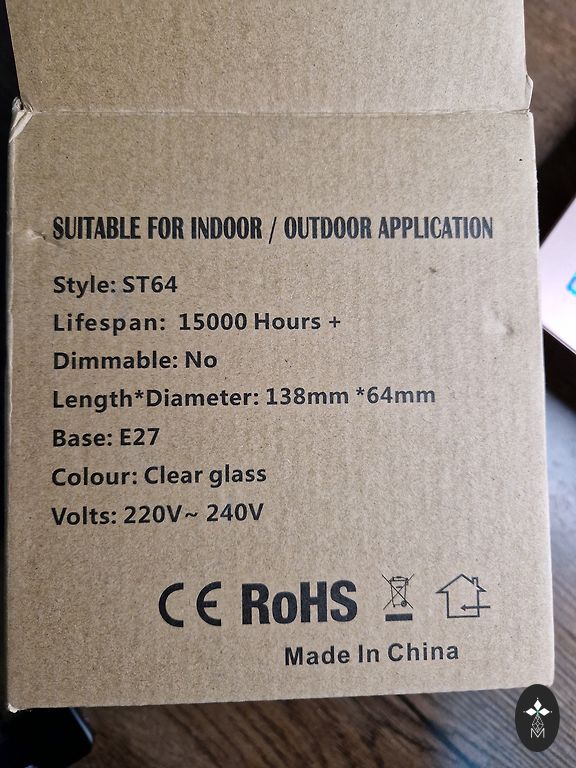 SUITABLE FOR INDOOR / OUTDOOR APPLICATION
Style: ST64
Lifespan: 15000 Hours +
Dimmable: No
Length*Diameter: 138mm *64mm
Base: E27
Colour: Clear glass
Volts: 220V~ 240V
CE RoHS
Made In China
M